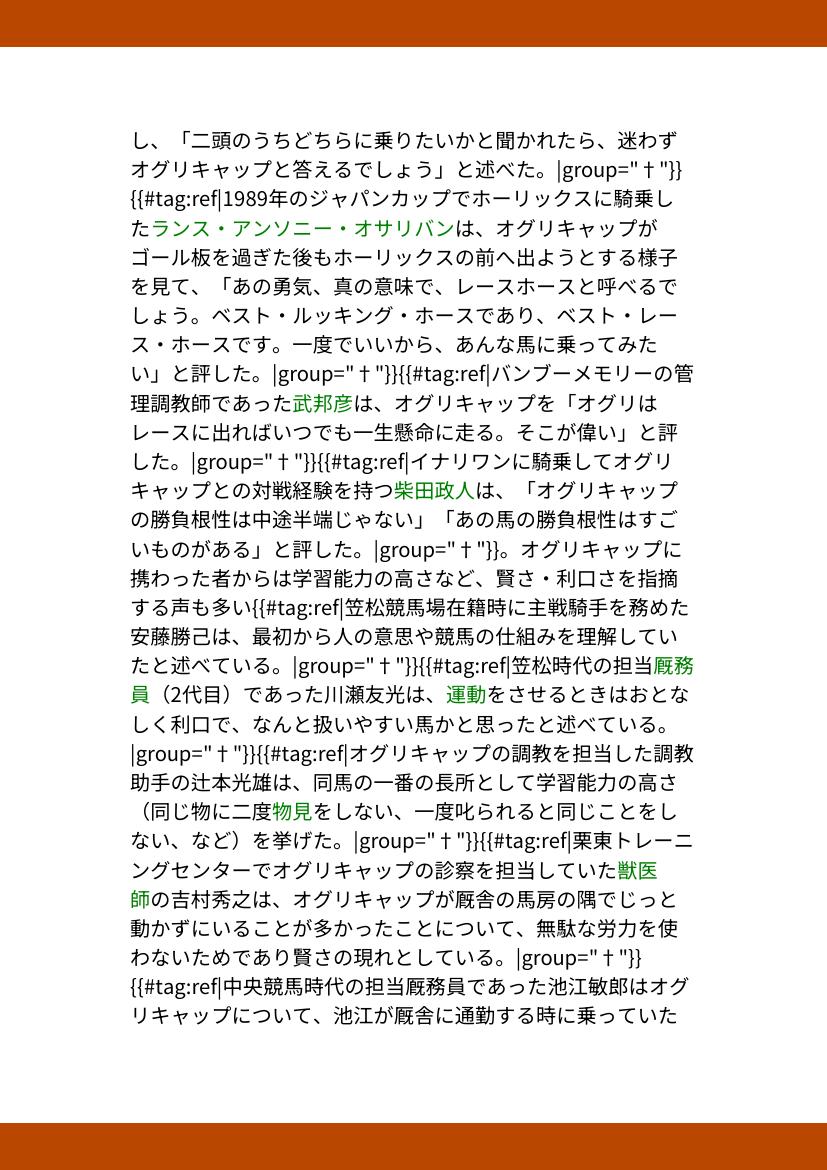 し、「二頭のうちどちらに乗りたいかと聞かれたら、迷わず
オグリキャップと答えるでしょう」と述べた。|group="†"}}
{{#tag:ref|1989年のジャパンカップでホーリックスに騎乗し
たランス・アンソニー・オサリバンは、オグリキャップが
ゴール板を過ぎた後もホーリックスの前へ出ようとする様子
を見て、「あの勇気、真の意味で、レースホースと呼べるで
しょう。ベスト・ルッキング・ホースであり、ベスト・レー
ス・ホースです。一度でいいから、あんな馬に乗ってみた
い」と評した。|group="†"}}{{#tag:ref|バンブーメモリーの管
理調教師であった武邦彦は、オグリキャップを「オグリは
レースに出ればいつでも一生懸命に走る。そこが偉い」と評
した。|group="†"}}{{#tag:ref|イナリワンに騎乗してオグリ
キャップとの対戦経験を持つ柴田政人は、「オグリキャップ
の勝負根性は中途半端じゃない」「あの馬の勝負根性はすご
いものがある」と評した。|group="†"}}。オグリキャップに
携わった者からは学習能力の高さなど、賢さ・利口さを指摘
する声も多い{{#tag:ref|笠松競馬場在籍時に主戦騎手を務めた
安藤勝己は、最初から人の意思や競馬の仕組みを理解してい
たと述べている。|group="†"}}{{#tag:ref|笠松時代の担当厩務
員（2代目）であった川瀬友光は、運動をさせるときはおとな
しく利口で、なんと扱いやすい馬かと思ったと述べている。
|group="†"}}{{#tag:ref|オグリキャップの調教を担当した調教
助手の辻本光雄は、同馬の一番の長所として学習能力の高さ
（同じ物に二度物見をしない、一度叱られると同じことをし
ない、など）を挙げた。|group="†"}}{{#tag:ref|栗東トレーニ
ングセンターでオグリキャップの診察を担当していた獣医
師の吉村秀之は、オグリキャップが厩舎の馬房の隅でじっと
動かずにいることが多かったことについて、無駄な労力を使
わないためであり賢さの現れとしている。|group="†"}}
{{#tag:ref|中央競馬時代の担当厩務員であった池江敏郎はオグ
リキャップについて、池江が厩舎に通勤する時に乗っていた